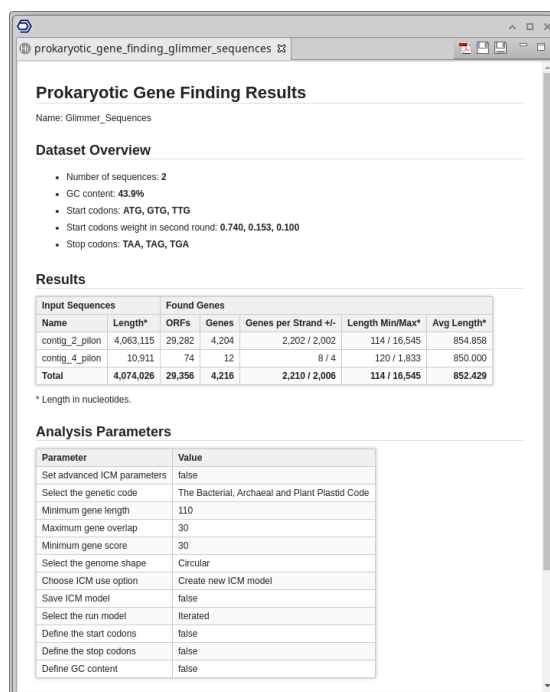 prokaryotic_gene_finding_glimmer_sequences
Prokaryotic Gene Finding Results
Name: Glimmer_Sequences
Dataset Overview
• Number of sequences: 2
• GC content: 43.9%
• Start codons: ATG, GTG, TTG
• Start codons weight in second round: 0.740, 0.153, 0.100
• Stop codons: TAA, TAG, TGA
Results
Input Sequences Found Genes
Name Length* ORFs Genes Genes per Strand +/- Length Min/Max* Avg Length*
contig_2_pilon 4,063,115 29,282 4,204 2,202 / 2,002 114 / 16,545 854.858
contig_4_pilon 10,911 74 12 8 / 4 120 / 1,833 850.000
Total 4,074,026 29,356 4,216 2,210 / 2,006 114 / 16,545 852.429
* Length in nucleotides.
Analysis Parameters
Parameter Value
Set advanced ICM parameters false
Select the genetic code The Bacterial, Archaeal and Plant Plastid Code
Minimum gene length 110
Maximum gene overlap 30
Minimum gene score 30
Select the genome shape Circular
Choose ICM use option Create new ICM model
Save ICM model false
Select the run model Iterated
Define the start codons false
Define the stop codons false
Define GC content false